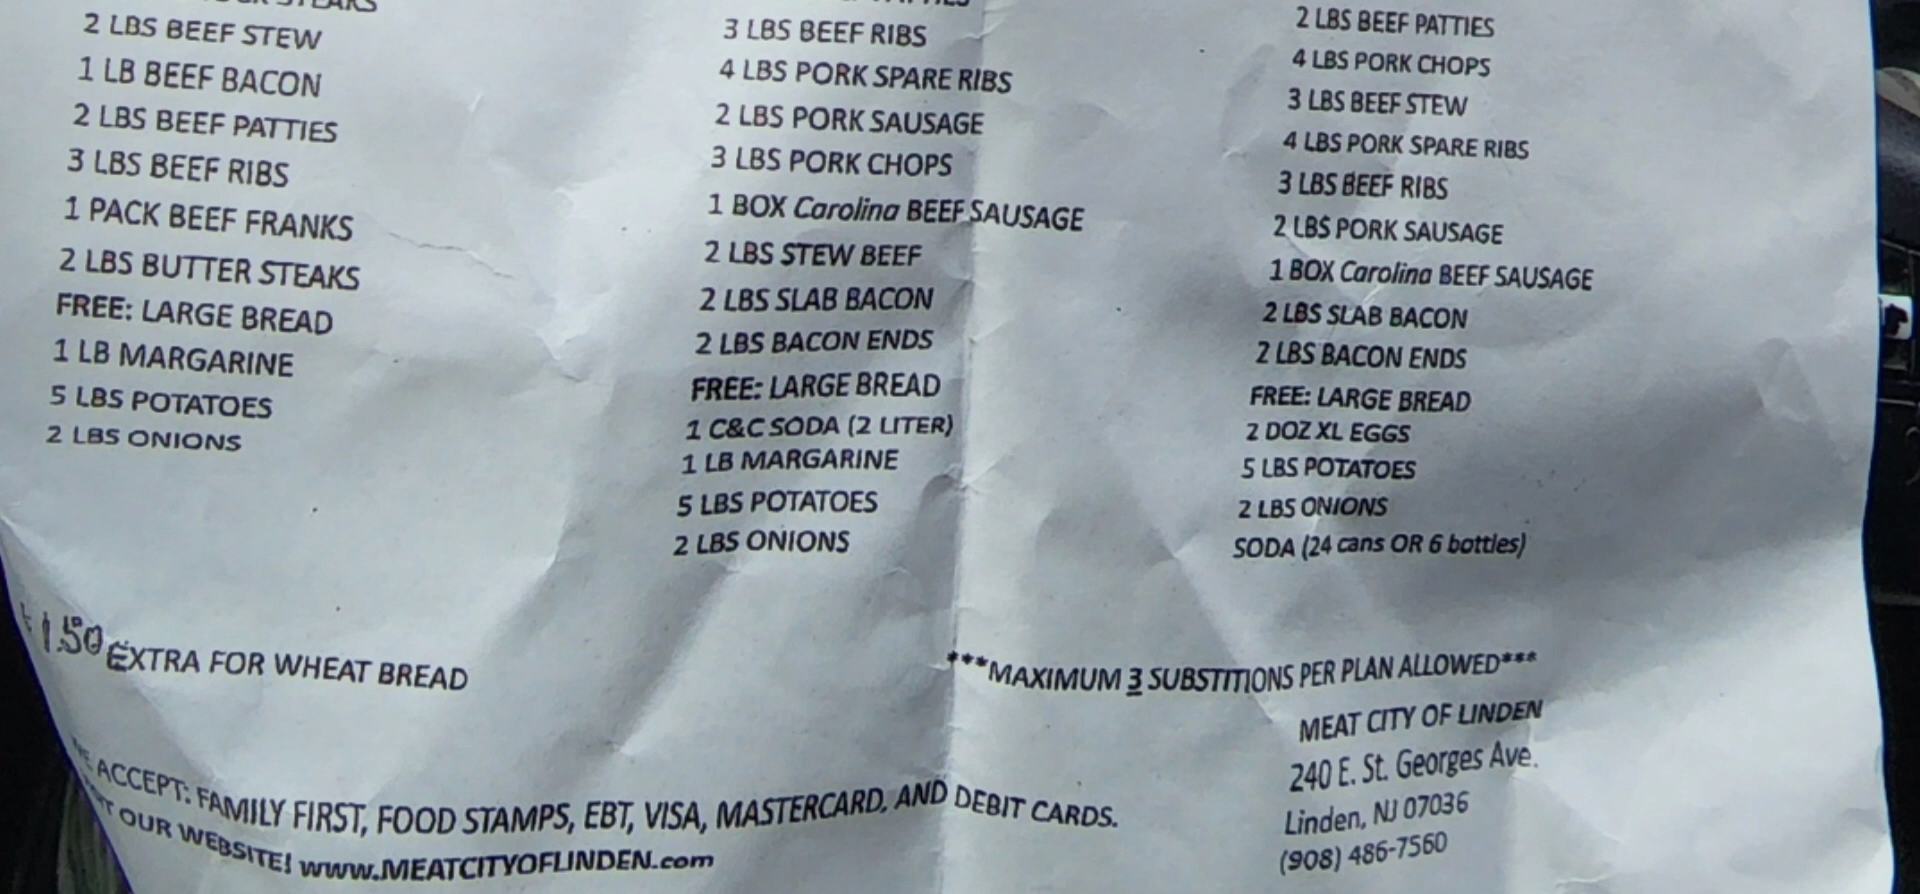 STEAKS
2 LBS BEEF STEW
1 LB BEEF BACON
2 LBS BEEF PATTIES
3 LBS BEEF RIBS
1 PACK BEEF FRANKS
2 LBS BUTTER STEAKS
FREE: LARGE BREAD
1 LB MARGARINE
5 LBS POTATOES
2 LBS ONIONS
3 LBS BEEF RIBS
4 LBS PORK SPARE RIBS
2 LBS PORK SAUSAGE
3 LBS PORK CHOPS
1 BOX Carolina BEEF SAUSAGE
2 LBS STEW BEEF
2 LBS SLAB BACON
2 LBS BACON ENDS
FREE: LARGE BREAD
1 C&C SODA (2 LITER)
1 LB MARGARINE
5 LBS POTATOES
2 LBS ONIONS
2 LBS BEEF PATTIES
4 LBS PORK CHOPS
3 LBS BEEF STEW
4 LBS PORK SPARE RIBS
3 LBS BEEF RIBS
2 LBS PORK SAUSAGE
1 BOX Carolina BEEF SAUSAGE
2 LBS SLAB BACON
2 LBS BACON ENDS
FREE: LARGE BREAD
2 DOZ XL EGGS
5 LBS POTATOES
2 LBS ONIONS
SODA (24 cans OR 6 bottles)
1.50 EXTRA FOR WHEAT BREAD
***MAXIMUM 3 SUBSTITIONS PER PLAN ALLOWED***
MEAT CITY OF LINDEN
240 E. St. Georges Ave.
Linden, NJ 07036
(908) 486-7560
ACCEPT: FAMILY FIRST, FOOD STAMPS, EBT, VISA, MASTERCARD, AND DEBIT CARDS.
OUR WEBSITE! www.MEATCITYOFLINDEN.com